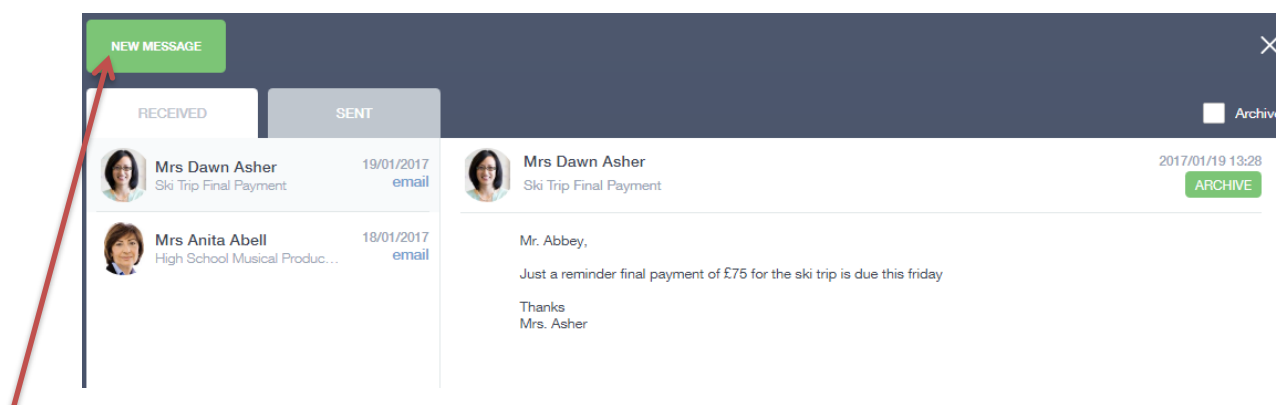 NEW MESSAGE
RECEIVED
SENT
Archive
Mrs Dawn Asher
19/01/2017
Ski Trip Final Payment
email
Mrs Anita Abell
18/01/2017
High School Musical Produc...
email
Mrs Dawn Asher
2017/01/19 13:28
Ski Trip Final Payment
ARCHIVE
Mr. Abbey,
Just a reminder final payment of £75 for the ski trip is due this friday
Thanks
Mrs. Asher